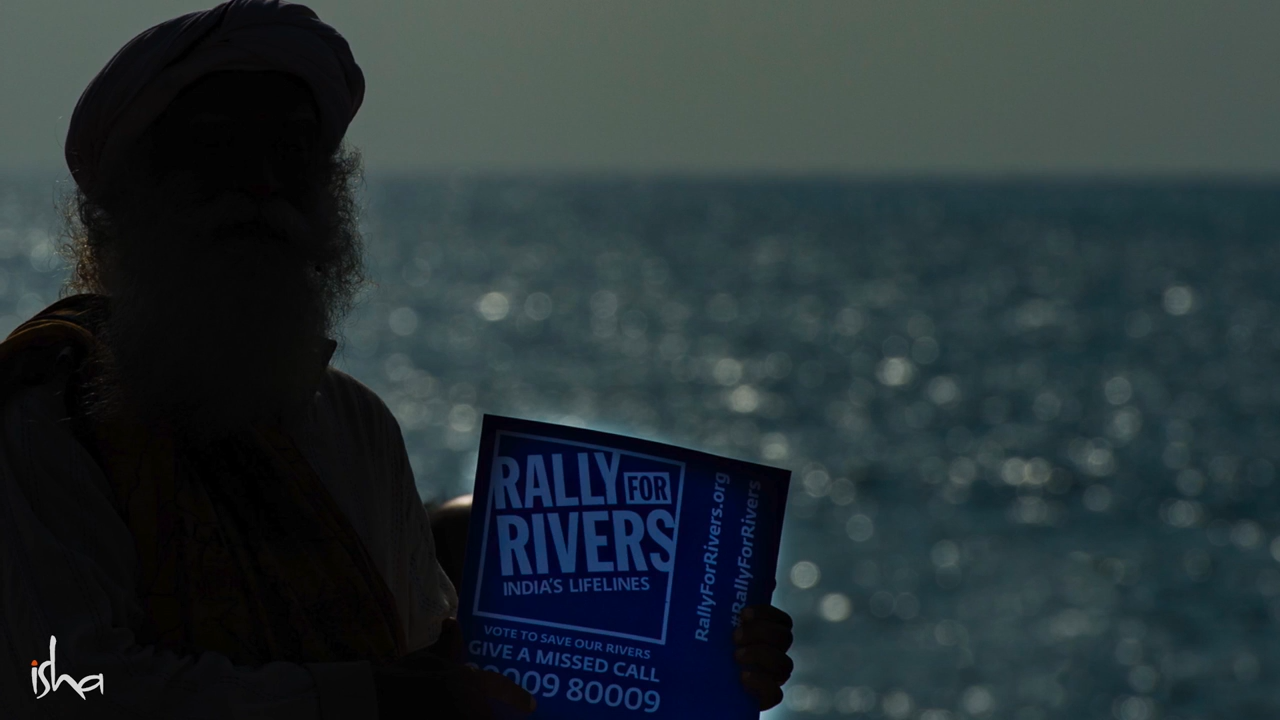 RALLY FOR
RIVERS
INDIA'S LIFELINES
VOTE TO SAVE OUR RIVERS
GIVE A MISSED CALL
80009 80009
RallyForRivers.org
#RallyForRivers
isha